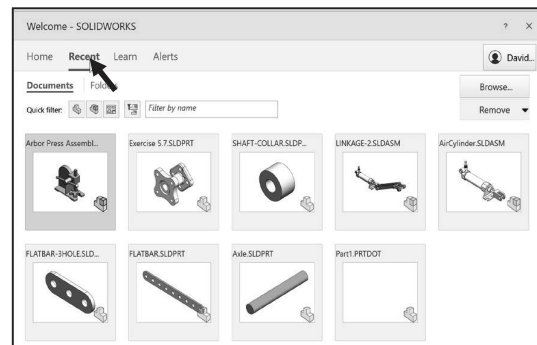 Welcome - SOLIDWORKS ? ×
Home Recent Learn Alerts David...
Documents Folders Browse...
Quick filter: Filter by name Remove
Arbor Press Assembl... Exercise 5.7.SLDPRT SHAFT-COLLAR.SLDP... LINKAGE-2.SLDASM AirCylinder.SLDASM
FLATBAR-3HOLE.SLD... FLATBAR.SLDPRT Axle.SLDPRT Part1.PRTDOT